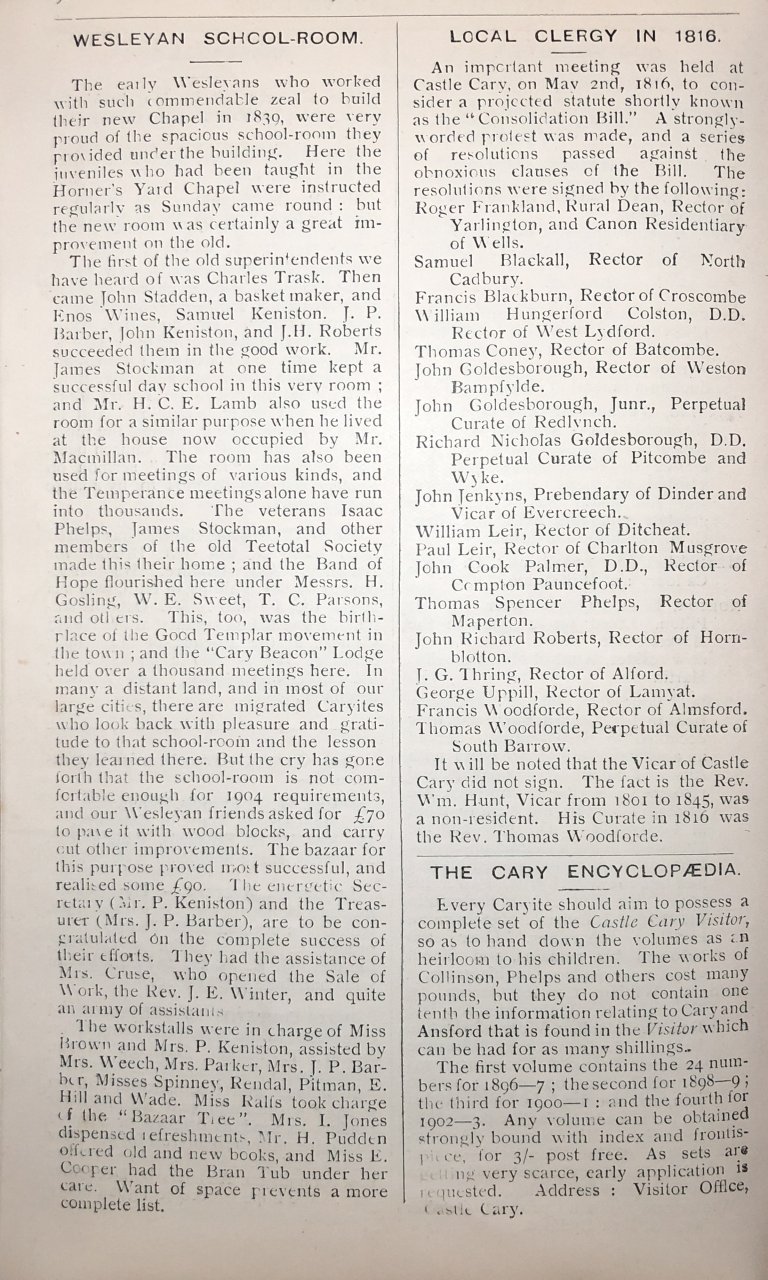 WESLEYAN SCHOOL-ROOM.
The early Wesleyans who worked
with such commendable zeal to build
their new Chapel in 1839, were very
proud of the spacious school-room they
provided under the building. Here the
juveniles who had been taught in the
Horner's Yard Chapel were instructed
regularly as Sunday came round : but
the new room was certainly a great im-
provement on the old.
The first of the old superintendents we
have heard of was Charles Trask. Then
came John Stadden, a basket maker, and
Enos Wines, Samuel Keniston. J. P.
Barber, John Keniston, and J.H. Roberts
succeeded them in the good work. Mr.
James Stockman at one time kept a
successful day school in this very room ;
and Mr. H. C. E. Lamb also used the
room for a similar purpose when he lived
at the house now occupied by Mr.
Macmillan. The room has also been
used for meetings of various kinds, and
the Temperance meetings alone have run
into thousands. The veterans Isaac
Phelps, James Stockman, and other
members of the old Teetotal Society
made this their home ; and the Band of
Hope flourished here under Messrs. H.
Gosling, W. E. Sweet, T. C. Parsons,
and others. This, too, was the birth-
place of the Good Templar movement in
the town ; and the "Cary Beacon" Lodge
held over a thousand meetings here. In
many a distant land, and in most of our
large cities, there are migrated Caryites
who look back with pleasure and grati-
tude to that school-room and the lesson
they learned there. But the cry has gone
forth that the school-room is not com-
fortable enough for 1904 requirements,
and our Wesleyan friends asked for £70
to pave it with wood blocks, and carry
out other improvements. The bazaar for
this purpose proved most successful, and
realised some £90. The energetic Sec-
retary (Mr. P. Keniston) and the Treas-
urer (Mrs. J. P. Barber), are to be con-
gratulated on the complete success of
their efforts. They had the assistance of
Mrs. Cruse, who opened the Sale of
Work, the Rev. J. E. Winter, and quite
an army of assistants
The workstalls were in charge of Miss
Brown and Mrs. P. Keniston, assisted by
Mrs. Weech, Mrs. Parker, Mrs. J. P. Bar-
ber, Misses Spinney, Rendal, Pitman, E.
Hill and Wade. Miss Ralfs took charge
of the "Bazaar Tree". Mrs. I. Jones
dispensed refreshments, Mr. H. Pudden
offered old and new books, and Miss E.
Cooper had the Bran Tub under her
care. Want of space prevents a more
complete list.
LOCAL CLERGY IN 1816.
An important meeting was held at
Castle Cary, on May 2nd, 1816, to con-
sider a projected statute shortly known
as the "Consolidation Bill." A strongly-
worded protest was made, and a series
of resolutions passed against the
obnoxious clauses of the Bill. The
resolutions were signed by the following:
Roger Frankland, Rural Dean, Rector of
Yarlington, and Canon Residentiary
of Wells.
Samuel Blackall, Rector of North
Cadbury.
Francis Blackburn, Rector of Croscombe
William Hungerford Colston, D.D.
Rector of West Lydford.
Thomas Coney, Rector of Batcombe.
John Goldesborough, Rector of Weston
Bampfylde.
John Goldesborough, Junr., Perpetual
Curate of Redlynch.
Richard Nicholas Goldesborough, D.D.
Perpetual Curate of Pitcombe and
Wyke.
John Jenkyns, Prebendary of Dinder and
Vicar of Evercreech.
William Leir, Rector of Ditcheat.
Paul Leir, Rector of Charlton Musgrove
John Cook Palmer, D.D., Rector of
Compton Pauncefoot.
Thomas Spencer Phelps, Rector of
Maperton.
John Richard Roberts, Rector of Horn-
blotton.
J. G. Thring, Rector of Alford.
George Uppill, Rector of Lamyat.
Francis Woodforde, Rector of Almsford.
Thomas Woodforde, Perpetual Curate of
South Barrow.
It will be noted that the Vicar of Castle
Cary did not sign. The fact is the Rev.
Wm. Hunt, Vicar from 1801 to 1845, was
a non-resident. His Curate in 1816 was
the Rev. Thomas Woodforde.
THE CARY ENCYCLOPÆDIA.
Every Caryite should aim to possess a
complete set of the Castle Cary Visitor,
so as to hand down the volumes as an
heirloom to his children. The works of
Collinson, Phelps and others cost many
pounds, but they do not contain one
tenth the information relating to Cary and
Ansford that is found in the Visitor which
can be had for as many shillings.
The first volume contains the 24 num-
bers for 1896—7 ; the second for 1898—9 ;
the third for 1900—1 : and the fourth for
1902—3. Any volume can be obtained
strongly bound with index and frontis-
piece, for 3/- post free. As sets are
getting very scarce, early application is
requested. Address : Visitor Office,
Castle Cary.